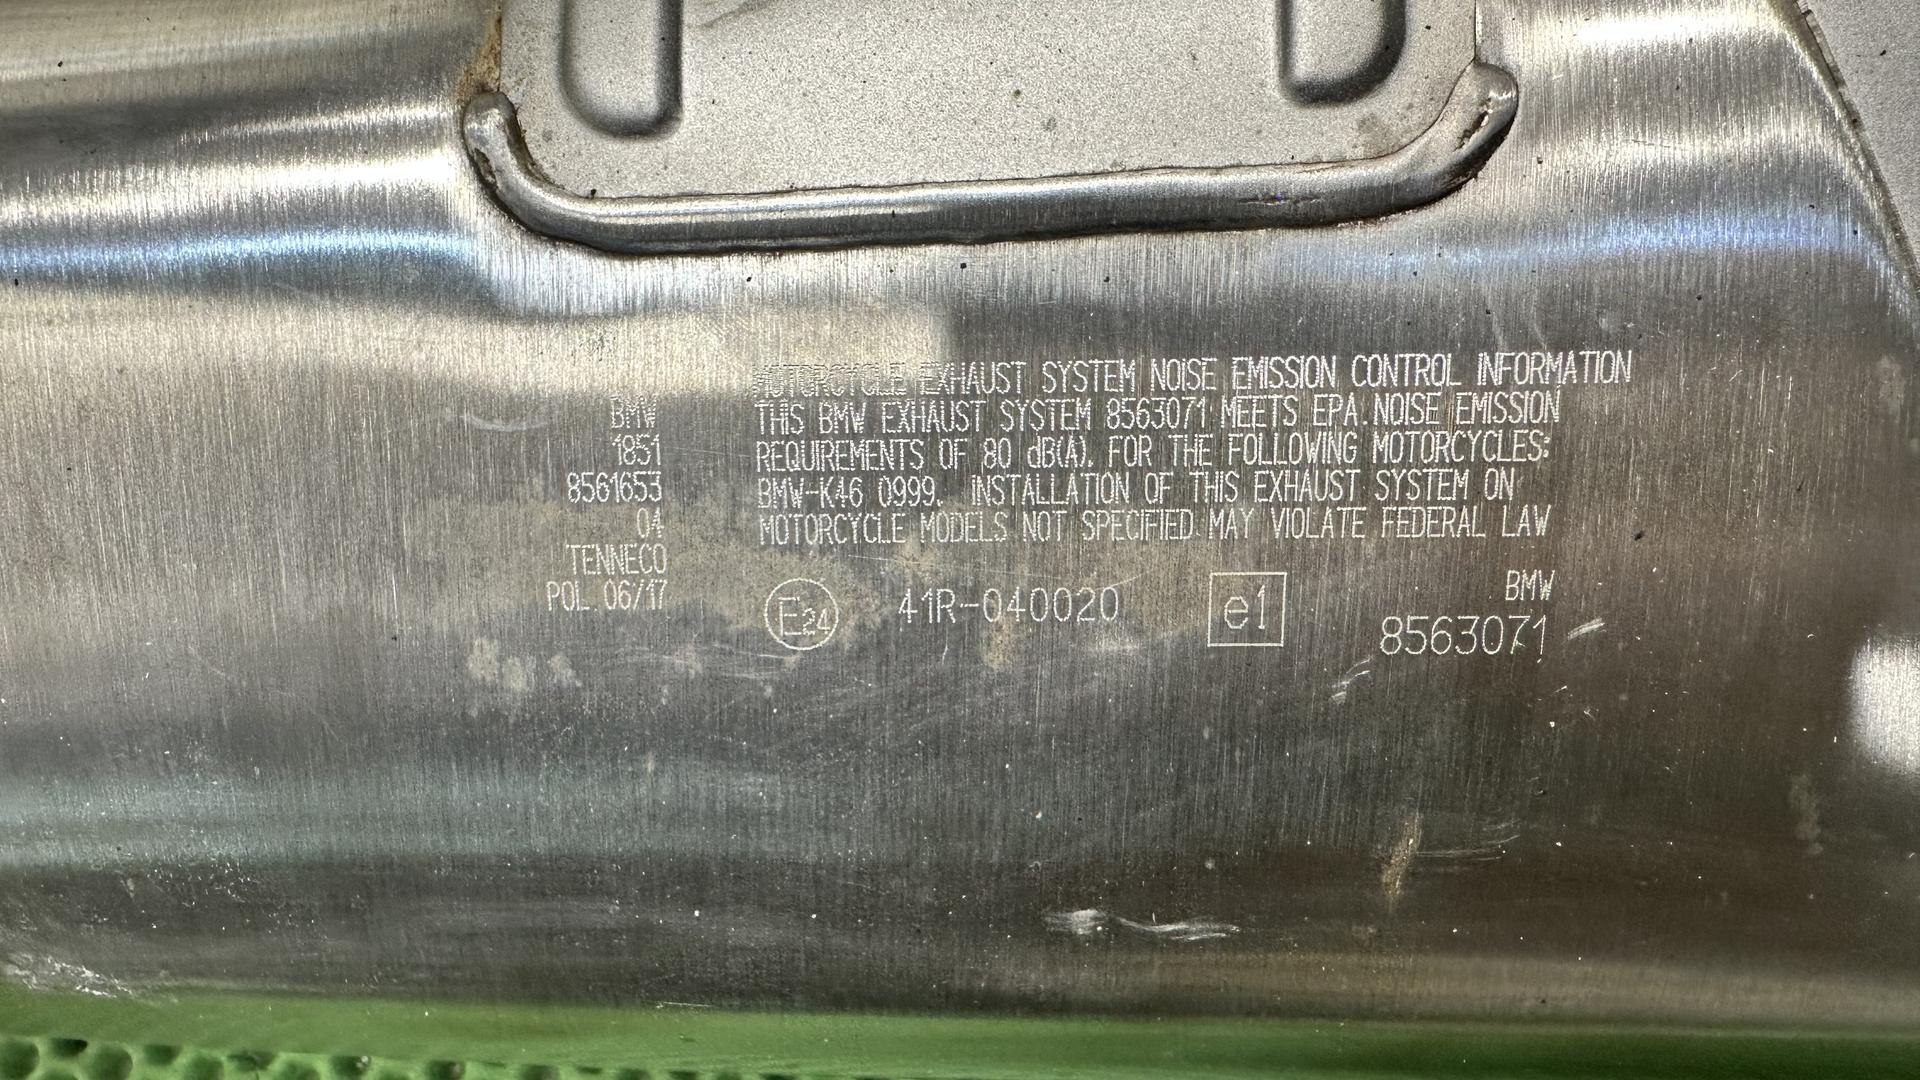 BMW
1851
8561653
04
TENNECO
POL 06/17
MOTORCYCLE EXHAUST SYSTEM NOISE EMISSION CONTROL INFORMATION
THIS BMW EXHAUST SYSTEM 8563071 MEETS EPA NOISE EMISSION
REQUIREMENTS OF 80 dB(A). FOR THE FOLLOWING MOTORCYCLES:
BMW-K46 0999. INSTALLATION OF THIS EXHAUST SYSTEM ON
MOTORCYCLE MODELS NOT SPECIFIED MAY VIOLATE FEDERAL LAW
E24 41R-040020 e1
BMW
8563071